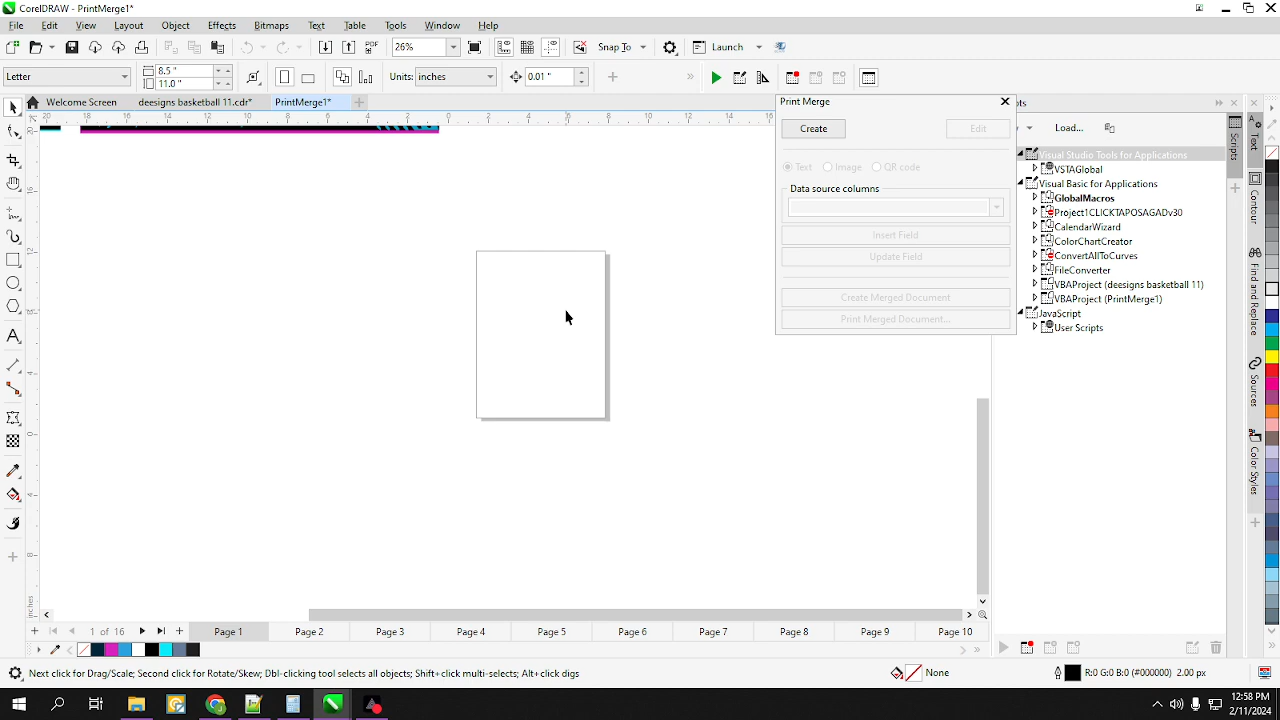 CorelDRAW - PrintMerge1*
File Edit View Layout Object Effects Bitmaps Text Table Tools Window Help
26% Snap To Launch
Letter 8.5 " 11.0 " Units: inches 0.01 "
Welcome Screen deesigns basketball 11.cdr* PrintMerge1*
Print Merge
Create Edit
Text Image QR code
Data source columns
Insert Field
Update Field
Create Merged Document
Print Merged Document...
Load...
Visual Studio Tools for Applications
VSTAGlobal
Visual Basic for Applications
GlobalMacros
Project1CLICKTAPOSAGADv30
CalendarWizard
ColorChartCreator
ConvertAllToCurves
FileConverter
VBAProject (deesigns basketball 11)
VBAProject (PrintMerge1)
JavaScript
User Scripts
Scripts
Text
Contour
Find and Replace
Sources
Color Styles
inches
1 of 16 Page 1 Page 2 Page 3 Page 4 Page 5 Page 6 Page 7 Page 8 Page 9 Page 10
Next click for Drag/Scale; Second click for Rotate/Skew; Dbl-clicking tool selects all objects; Shift+click multi-selects; Alt+click digs
None R:0 G:0 B:0 (#000000) 2.00 px
12:58 PM
2/11/2024